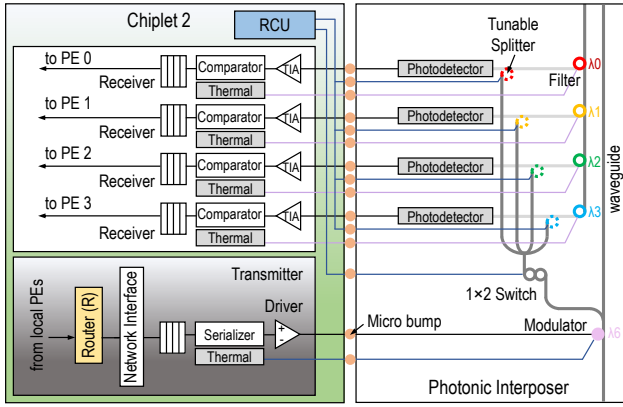 Chiplet 2
RCU
Tunable
Splitter
to PE 0
Comparator
TIA
Photodetector
λ0
Receiver
Thermal
Filter
to PE 1
Comparator
TIA
Photodetector
λ1
Receiver
Thermal
to PE 2
Comparator
TIA
Photodetector
λ2
Receiver
Thermal
to PE 3
Comparator
TIA
Photodetector
λ3
Receiver
Thermal
waveguide
Transmitter
1×2 Switch
from local PEs
Router (R)
Network Interface
Serializer
Thermal
Driver
+
-
Micro bump
Modulator
λ6
Photonic Interposer